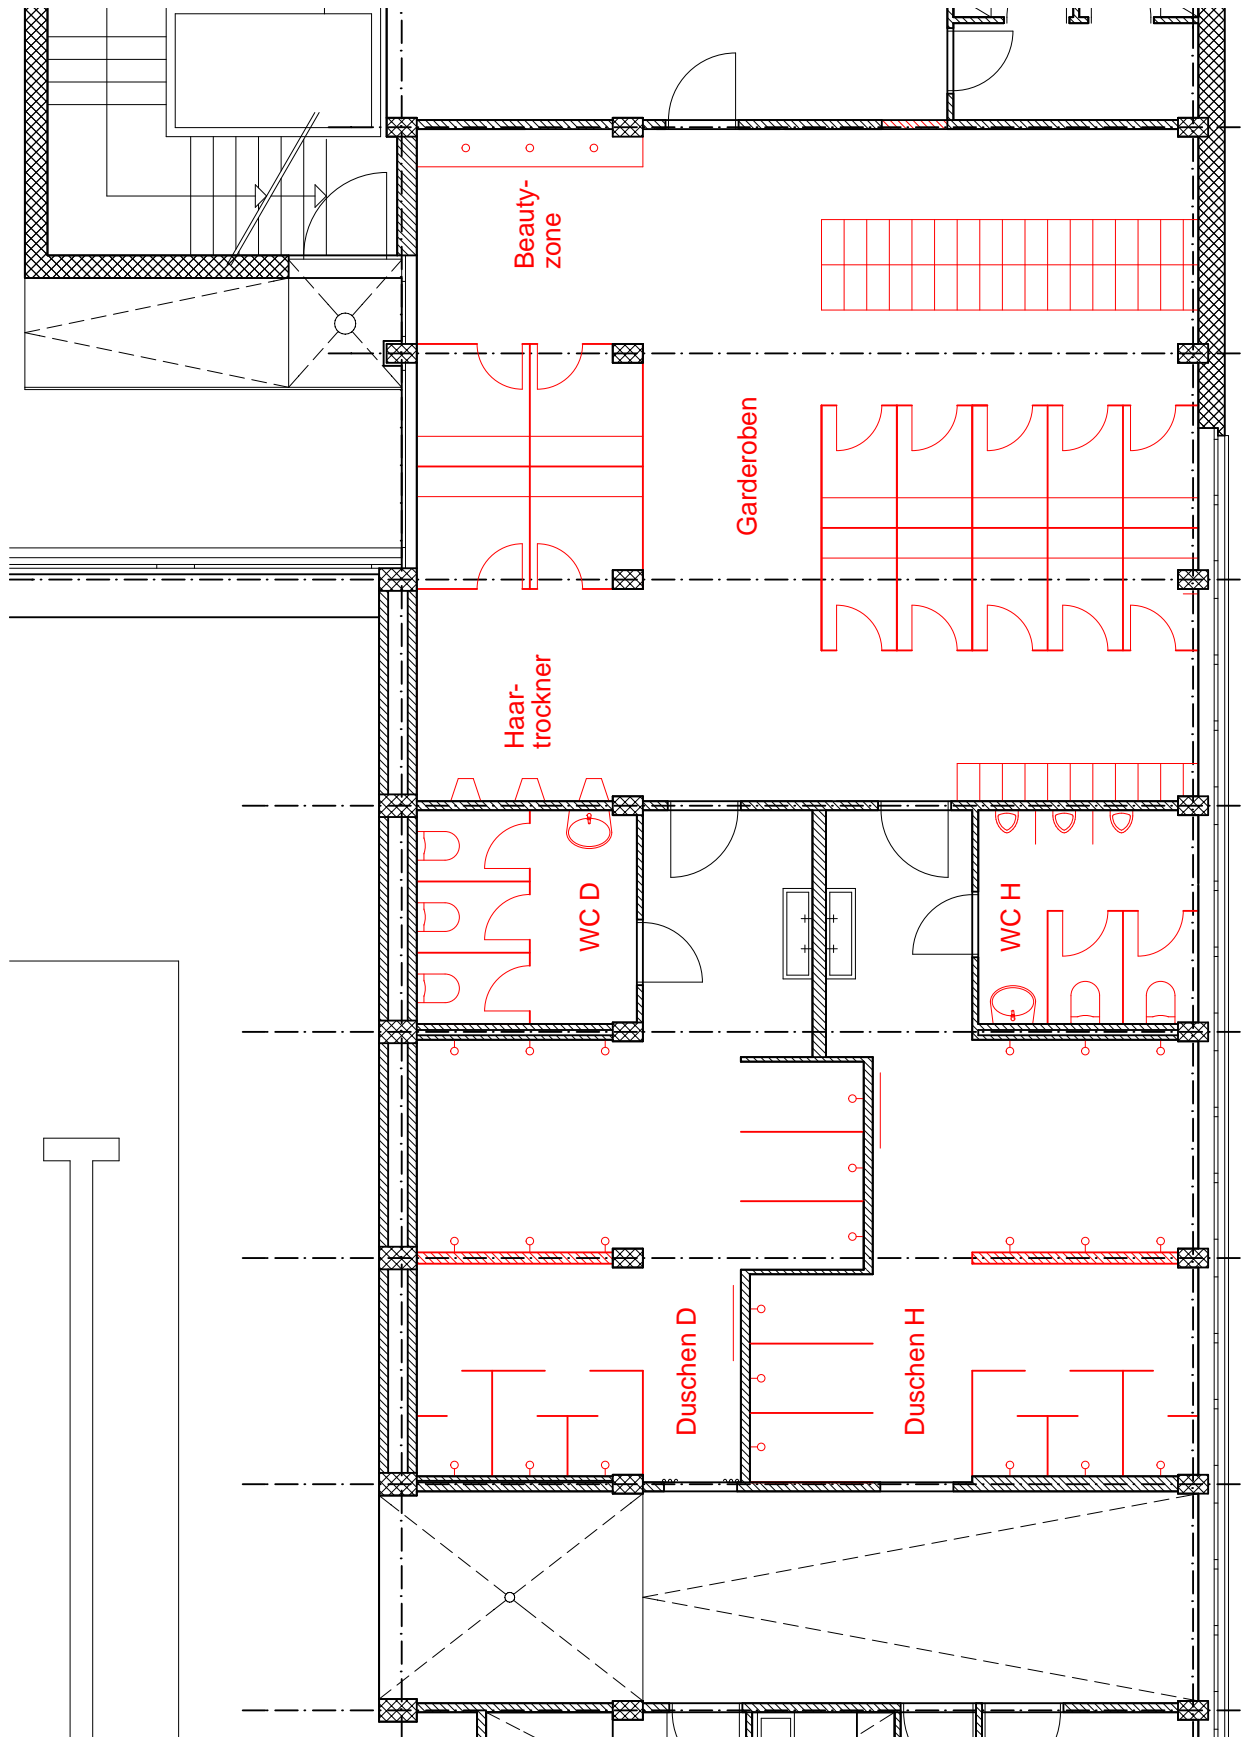 Beauty-
zone
Garderoben
Haar-
trockner
WC D
WC H
Duschen D
Duschen H